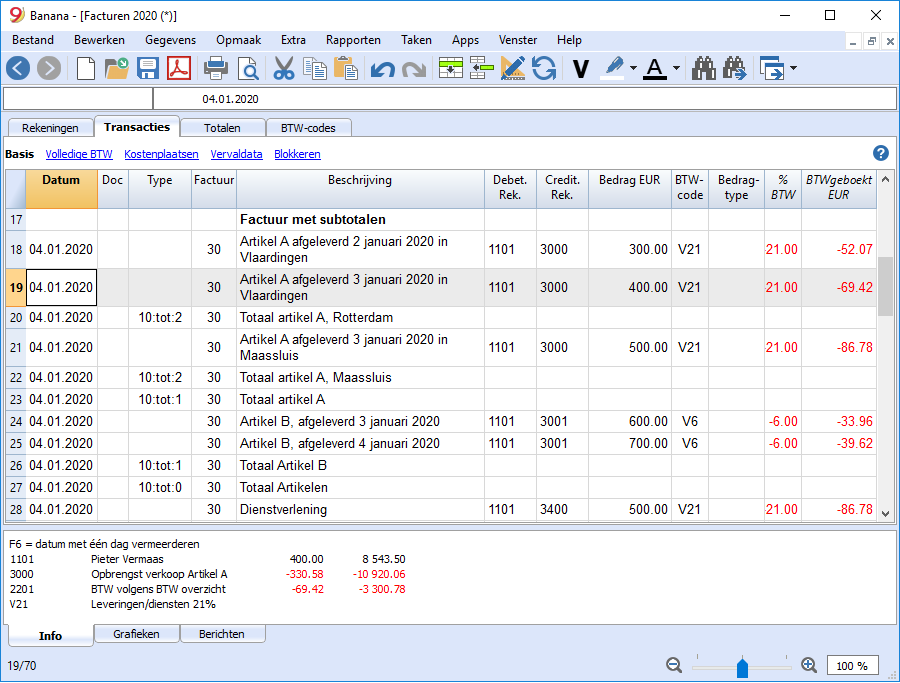 Banana - [Facturen 2020 (*)]
Bestand Bewerken Gegevens Opmaak Extra Rapporten Taken Apps Venster Help
04.01.2020
Rekeningen Transacties Totalen BTW-codes
Basis Volledige BTW Kostenplaatsen Vervaldata Blokkeren
Datum Doc Type Factuur Beschrijving Debet. Rek. Credit. Rek. Bedrag EUR BTW-code Bedrag-type % BTW BTWgeboekt EUR
17 Factuur met subtotalen
18 04.01.2020 30 Artikel A afgeleverd 2 januari 2020 in Vlaardingen 1101 3000 300.00 V21 21.00 -52.07
19 04.01.2020 30 Artikel A afgeleverd 3 januari 2020 in Vlaardingen 1101 3000 400.00 V21 21.00 -69.42
20 04.01.2020 10:tot:2 30 Totaal artikel A, Rotterdam
21 04.01.2020 30 Artikel A afgeleverd 3 januari 2020 in Maassluis 1101 3000 500.00 V21 21.00 -86.78
22 04.01.2020 10:tot:2 30 Totaal artikel A, Maassluis
23 04.01.2020 10:tot:1 30 Totaal artikel A
24 04.01.2020 30 Artikel B, afgeleverd 3 januari 2020 1101 3001 600.00 V6 -6.00 -33.96
25 04.01.2020 30 Artikel B, afgeleverd 4 januari 2020 1101 3001 700.00 V6 -6.00 -39.62
26 04.01.2020 10:tot:1 30 Totaal Artikel B
27 04.01.2020 10:tot:0 30 Totaal Artikelen
28 04.01.2020 30 Dienstverlening 1101 3400 500.00 V21 21.00 -86.78
F6 = datum met één dag vermeerderen
1101 Pieter Vermaas 400.00 8 543.50
3000 Opbrengst verkoop Artikel A -330.58 -10 920.06
2201 BTW volgens BTW overzicht -69.42 -3 300.78
V21 Leveringen/diensten 21%
Info Grafieken Berichten
19/70 100 %